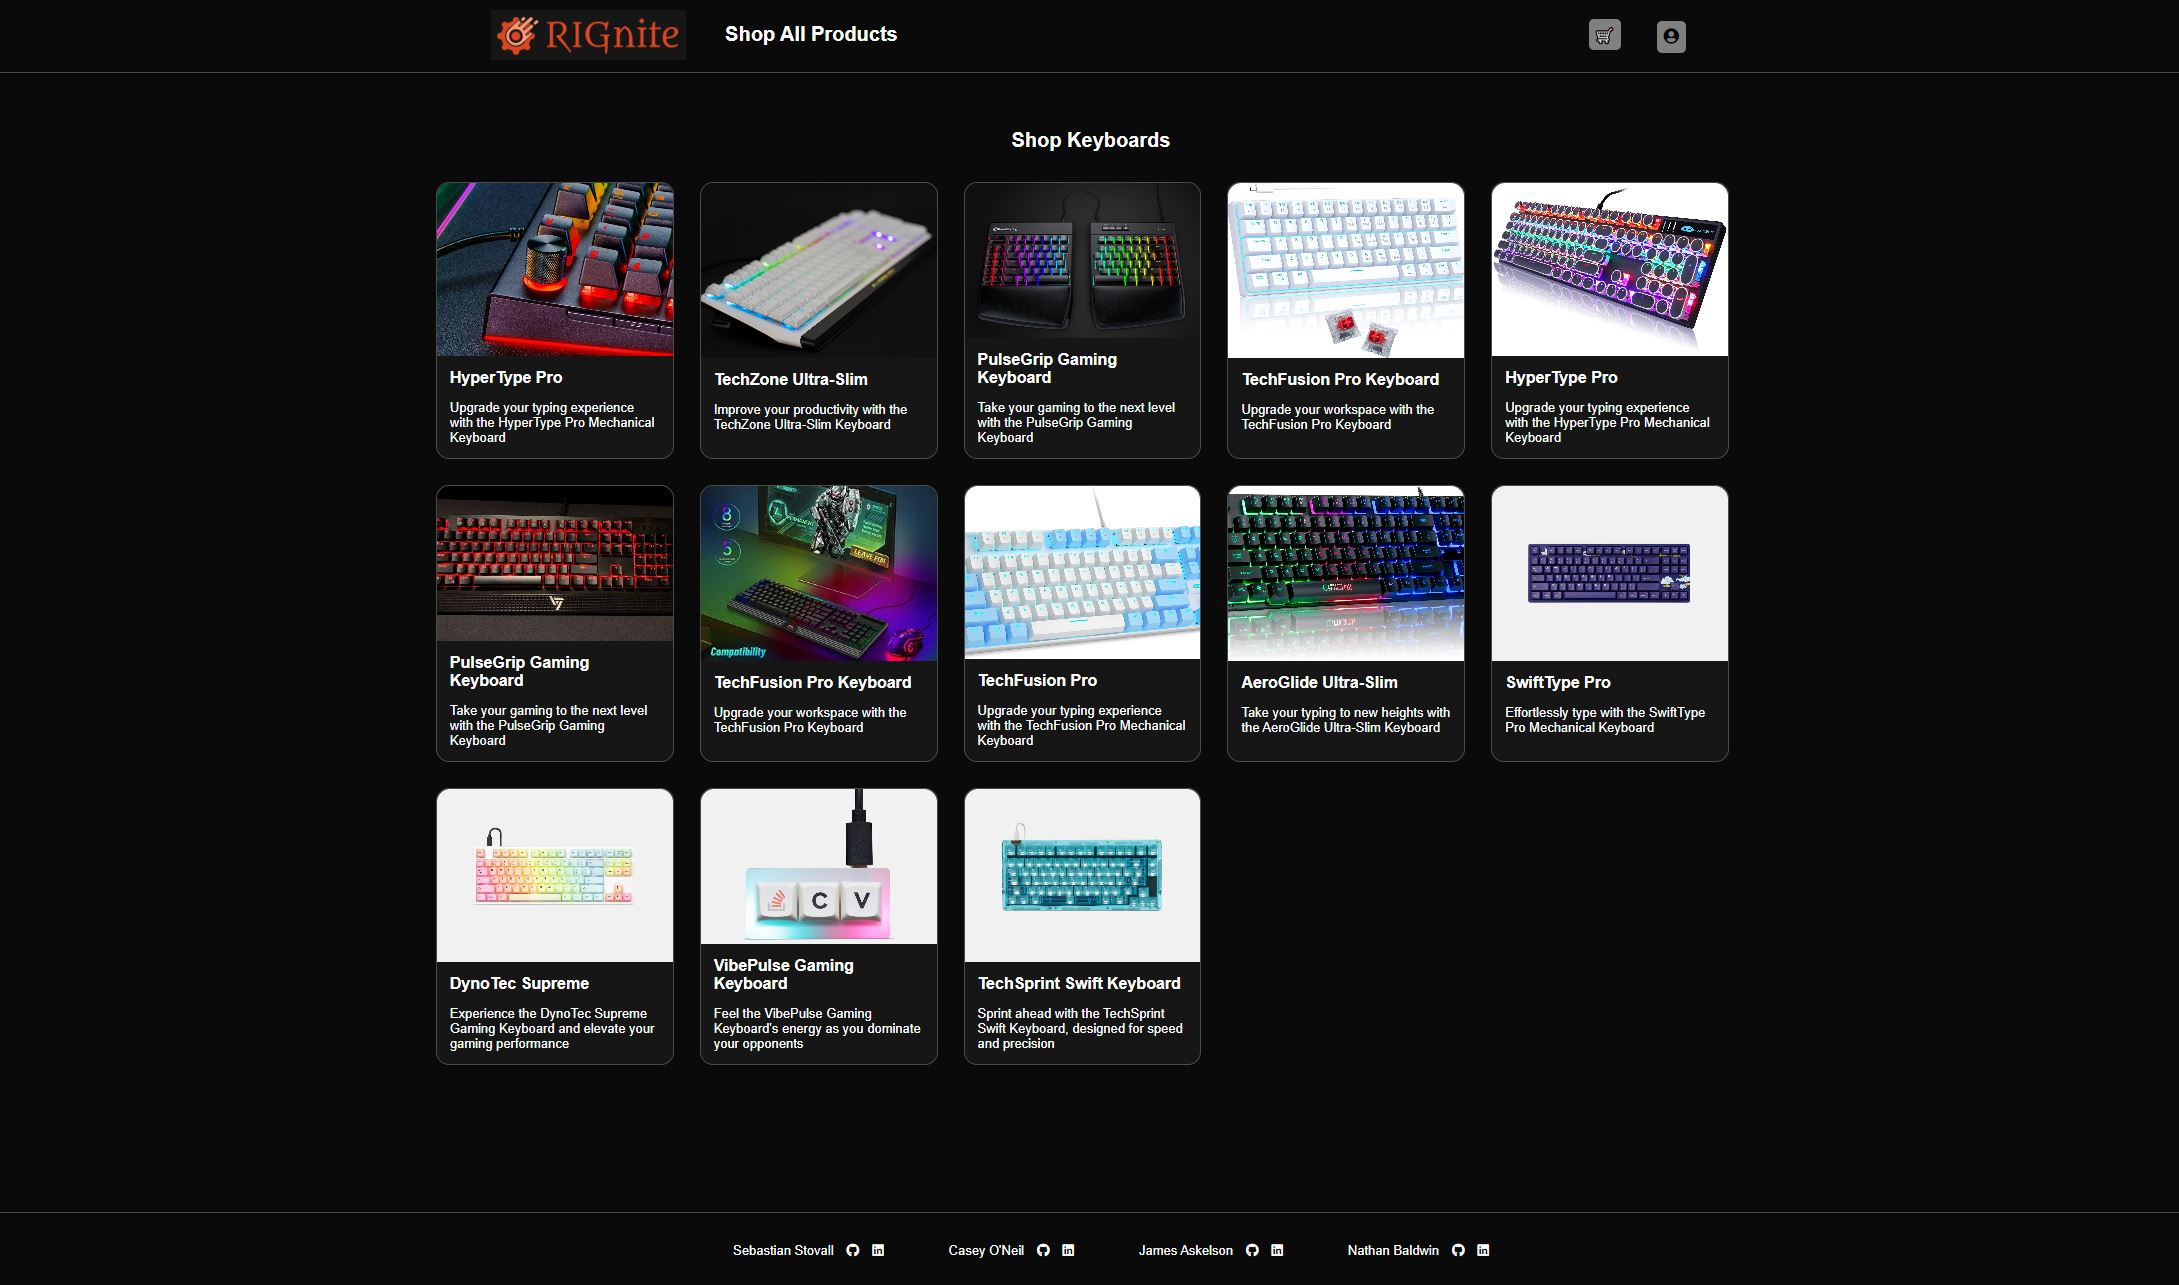 RIGnite
Shop All Products
Shop Keyboards
HyperType Pro
Upgrade your typing experience
with the HyperType Pro Mechanical
Keyboard
TechZone Ultra-Slim
Improve your productivity with the
TechZone Ultra-Slim Keyboard
PulseGrip Gaming
Keyboard
Take your gaming to the next level
with the PulseGrip Gaming
Keyboard
TechFusion Pro Keyboard
Upgrade your workspace with the
TechFusion Pro Keyboard
HyperType Pro
Upgrade your typing experience
with the HyperType Pro Mechanical
Keyboard
PulseGrip Gaming
Keyboard
Take your gaming to the next level
with the PulseGrip Gaming
Keyboard
8
5
PERMANENT
LEAVE FOR
Compatibility
TechFusion Pro Keyboard
Upgrade your workspace with the
TechFusion Pro Keyboard
TechFusion Pro
Upgrade your typing experience
with the TechFusion Pro Mechanical
Keyboard
AeroGlide Ultra-Slim
Take your typing to new heights with
the AeroGlide Ultra-Slim Keyboard
SwiftType Pro
Effortlessly type with the SwiftType
Pro Mechanical Keyboard
DynoTec Supreme
Experience the DynoTec Supreme
Gaming Keyboard and elevate your
gaming performance
C V
VibePulse Gaming
Keyboard
Feel the VibePulse Gaming
Keyboard's energy as you dominate
your opponents
TechSprint Swift Keyboard
Sprint ahead with the TechSprint
Swift Keyboard, designed for speed
and precision
Sebastian Stovall
Casey O'Neil
James Askelson
Nathan Baldwin